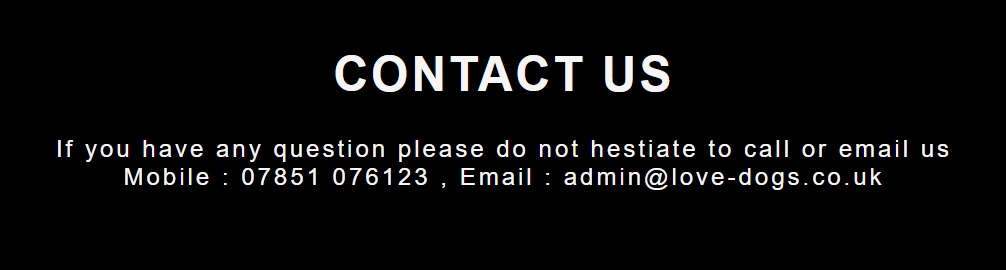 CONTACT US
If you have any question please do not hestiate to call or email us
Mobile : 07851 076123 , Email : admin@love-dogs.co.uk